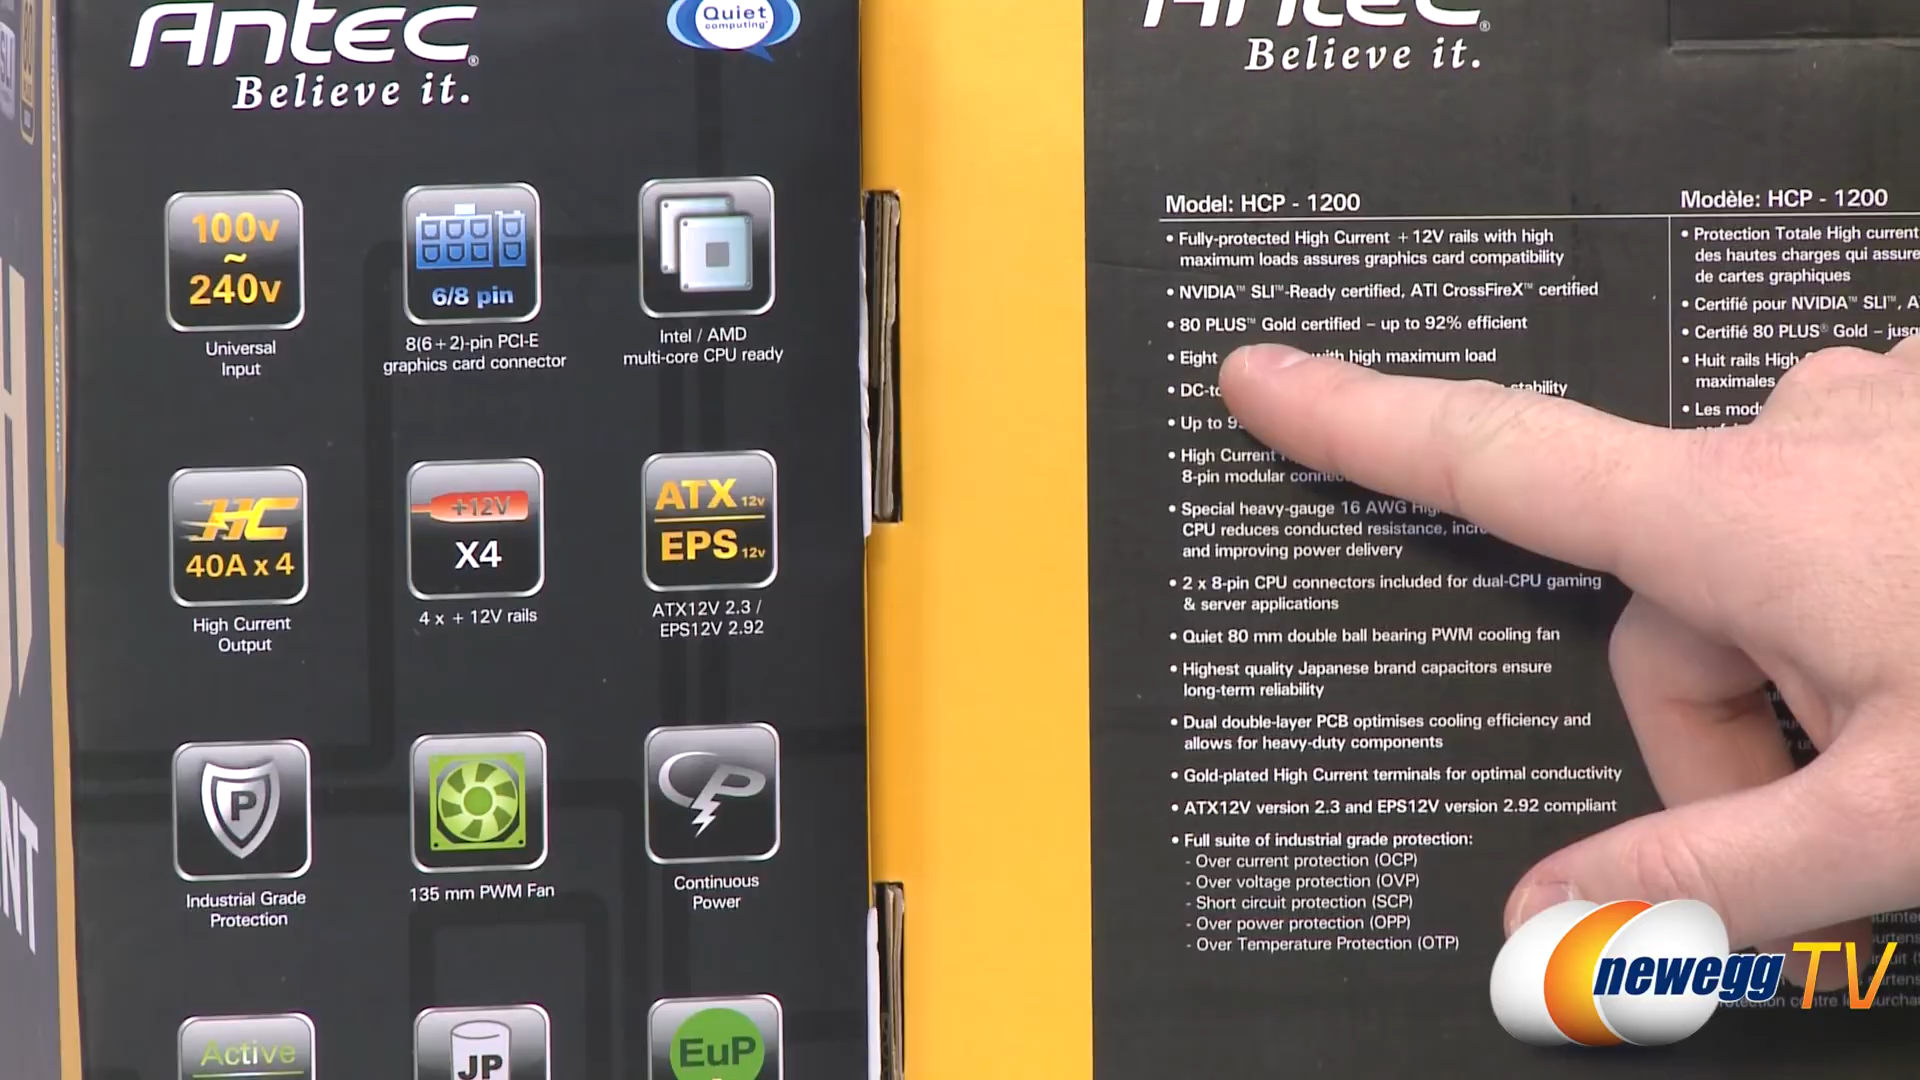 Antec
Believe it.
Quiet
computing™
100v
~
240v
Universal
Input
6/8 pin
8(6+2)-pin PCI-E
graphics card connector
Intel / AMD
multi-core CPU ready
HC
40A x 4
High Current
Output
+12V
X4
4 x + 12V rails
ATX 12v
EPS 12v
ATX12V 2.3 /
EPS12V 2.92
P
Industrial Grade
Protection
135 mm PWM Fan
CP
Continuous
Power
Active
JP
EuP
NT
Antec
Believe it.
Model: HCP - 1200
• Fully-protected High Current +12V rails with high
maximum loads assures graphics card compatibility
• NVIDIA™ SLI™-Ready certified, ATI CrossFireX™ certified
• 80 PLUS™ Gold certified – up to 92% efficient
• Eight with high maximum load
• DC-to stability
• Up to
• High Current
8-pin modular
• Special heavy-gauge 16 AWG
CPU reduces conducted resistance,
and improving power delivery
• 2 x 8-pin CPU connectors included for dual-CPU gaming
& server applications
• Quiet 80 mm double ball bearing PWM cooling fan
• Highest quality Japanese brand capacitors ensure
long-term reliability
• Dual double-layer PCB optimises cooling efficiency and
allows for heavy-duty components
• Gold-plated High Current terminals for optimal conductivity
• ATX12V version 2.3 and EPS12V version 2.92 compliant
• Full suite of industrial grade protection:
- Over current protection (OCP)
- Over voltage protection (OVP)
- Short circuit protection (SCP)
- Over power protection (OPP)
- Over Temperature Protection (OTP)
Modèle: HCP - 1200
• Protection Totale High current
des hautes charges qui assure
de cartes graphiques
• Certifié pour NVIDIA™ SLI™,
• Certifié 80 PLUS® Gold –
• Huit rails High
maximales
• Les
newegg TV